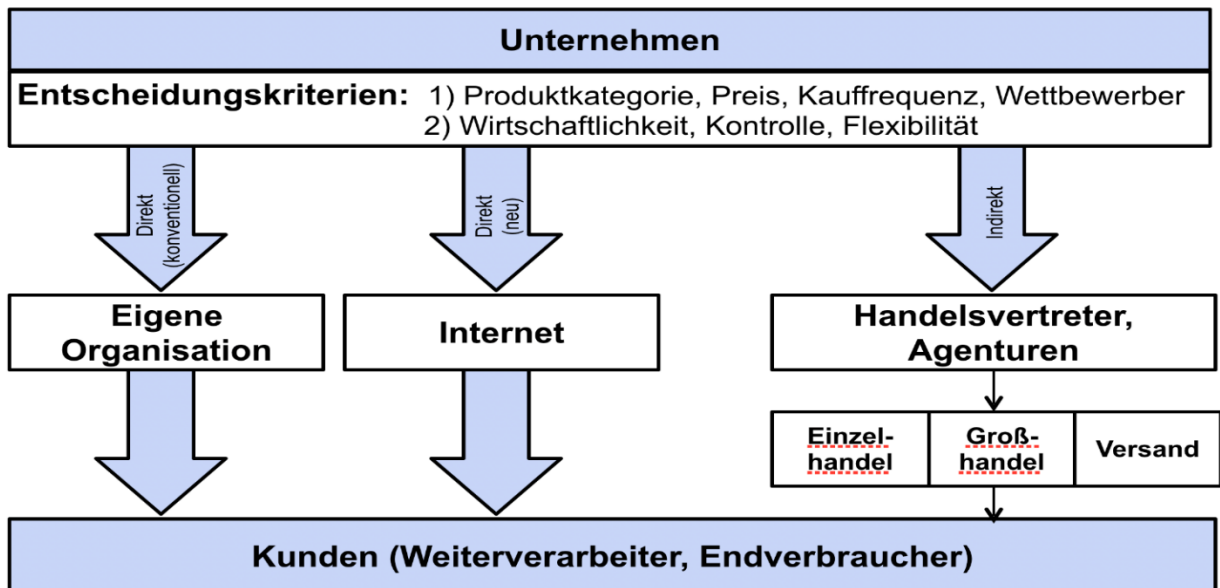 Unternehmen
Entscheidungskriterien: 1) Produktkategorie, Preis, Kauffrequenz, Wettbewerber
2) Wirtschaftlichkeit, Kontrolle, Flexibilität
Direkt
(konventionell)
Direkt
(neu)
Indirekt
Eigene
Organisation
Internet
Handelsvertreter,
Agenturen
Einzel-
handel
Groß-
handel
Versand
Kunden (Weiterverarbeiter, Endverbraucher)